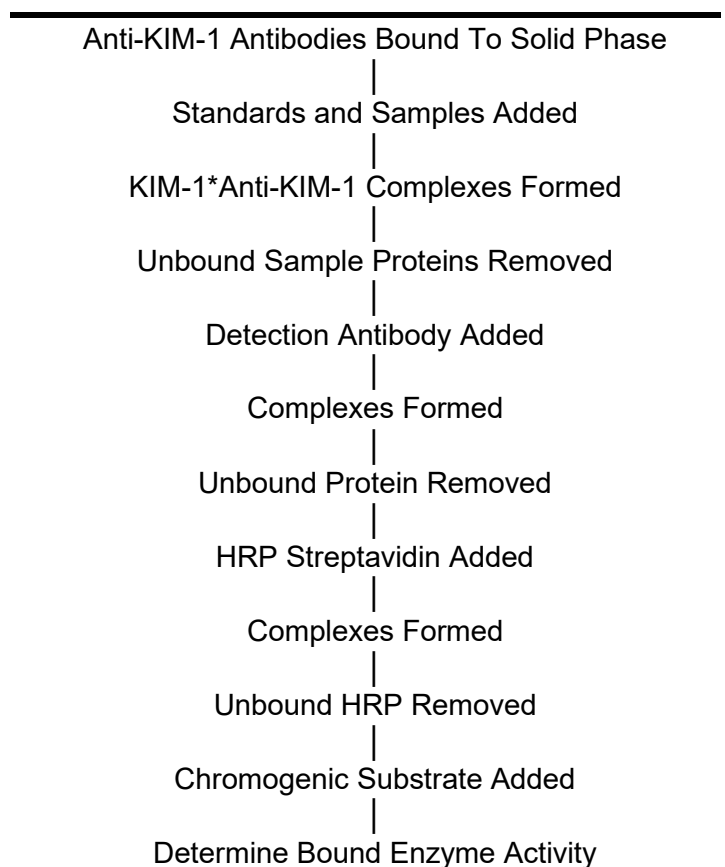 Anti-KIM-1 Antibodies Bound To Solid Phase
Standards and Samples Added
KIM-1*Anti-KIM-1 Complexes Formed
Unbound Sample Proteins Removed
Detection Antibody Added
Complexes Formed
Unbound Protein Removed
HRP Streptavidin Added
Complexes Formed
Unbound HRP Removed
Chromogenic Substrate Added
Determine Bound Enzyme Activity